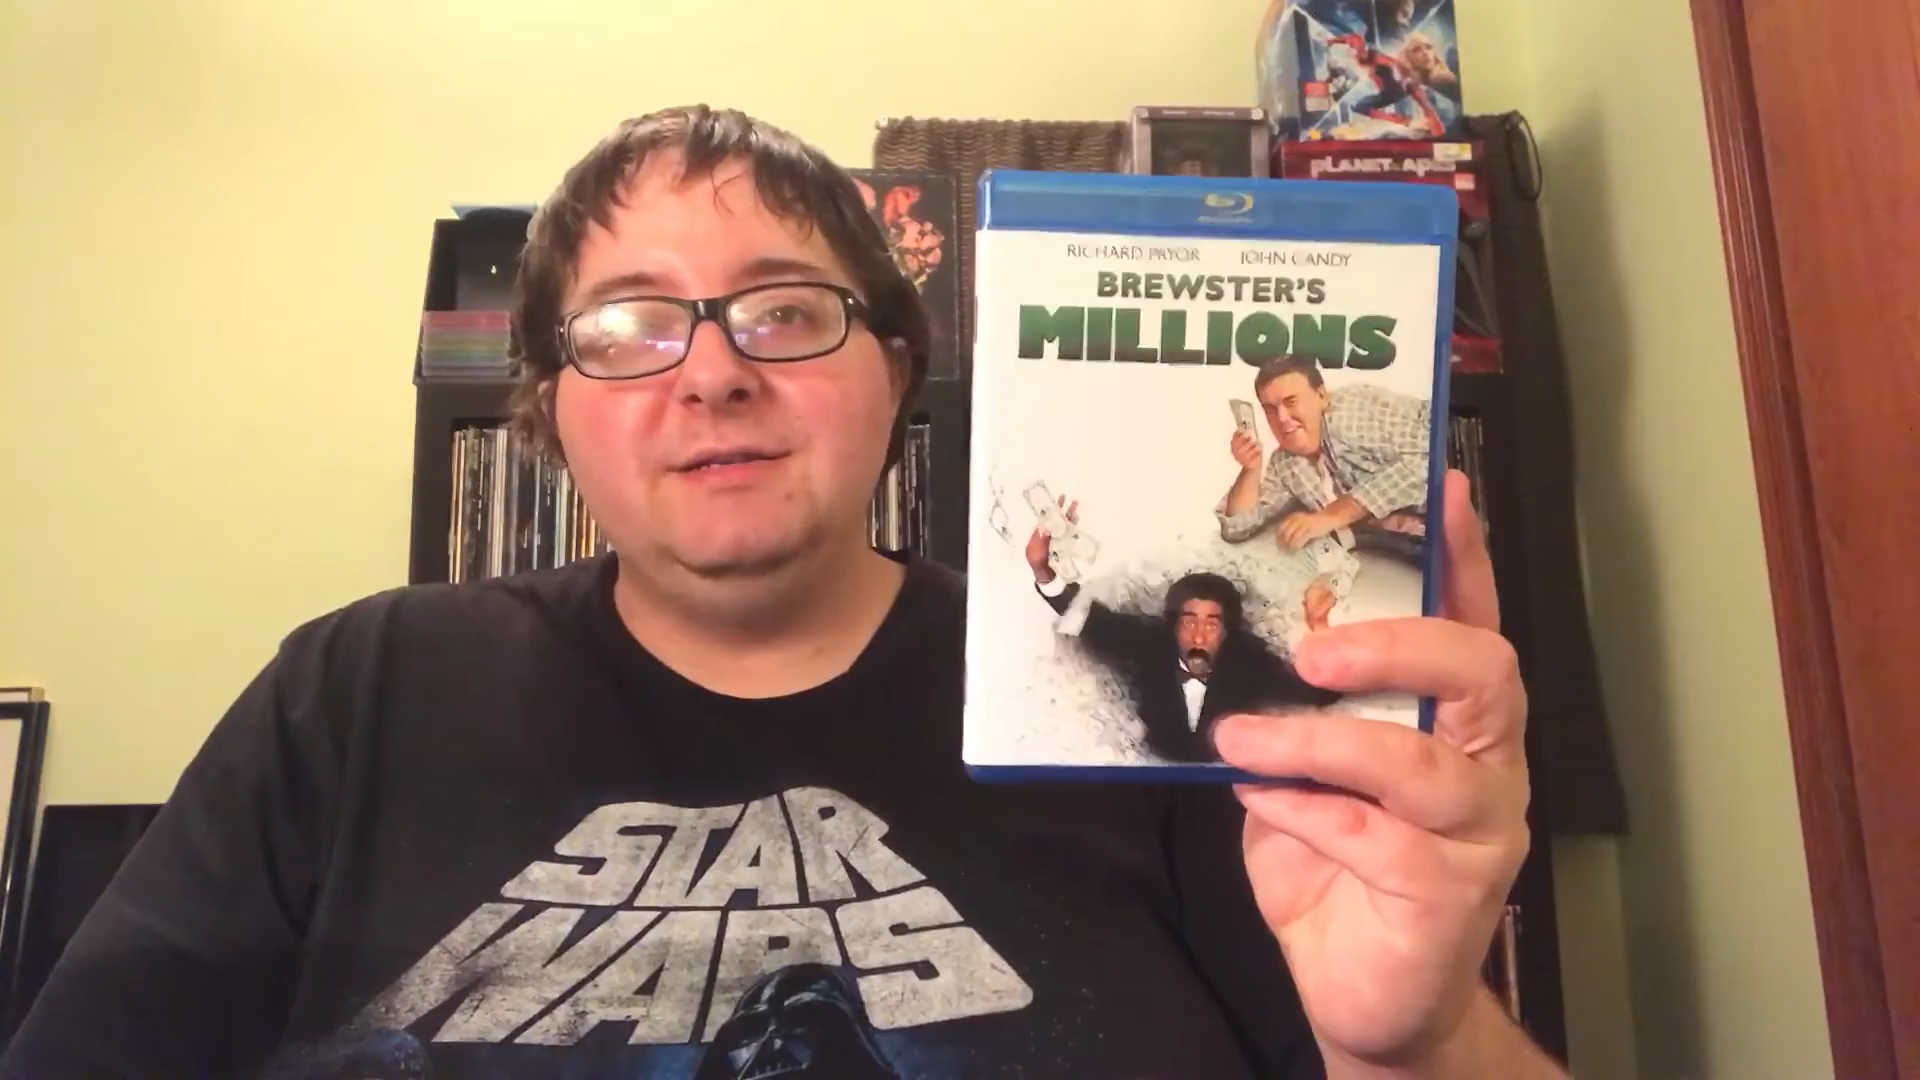 PLANET OF THE APES
RICHARD PRYOR JOHN CANDY
BREWSTER'S
MILLIONS
STAR
WARS